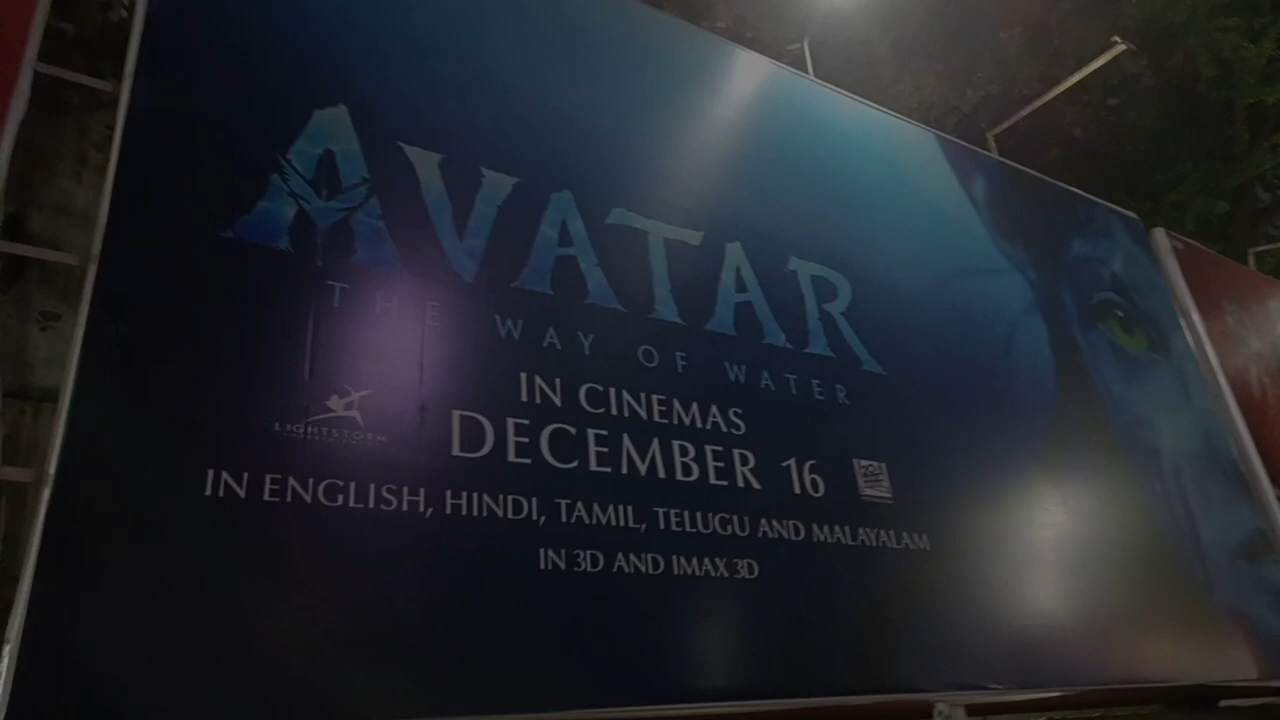 AVATAR
THE WAY OF WATER
IN CINEMAS
DECEMBER 16
LIGHTSTORM
IN ENGLISH, HINDI, TAMIL, TELUGU AND MALAYALAM
IN 3D AND IMAX 3D